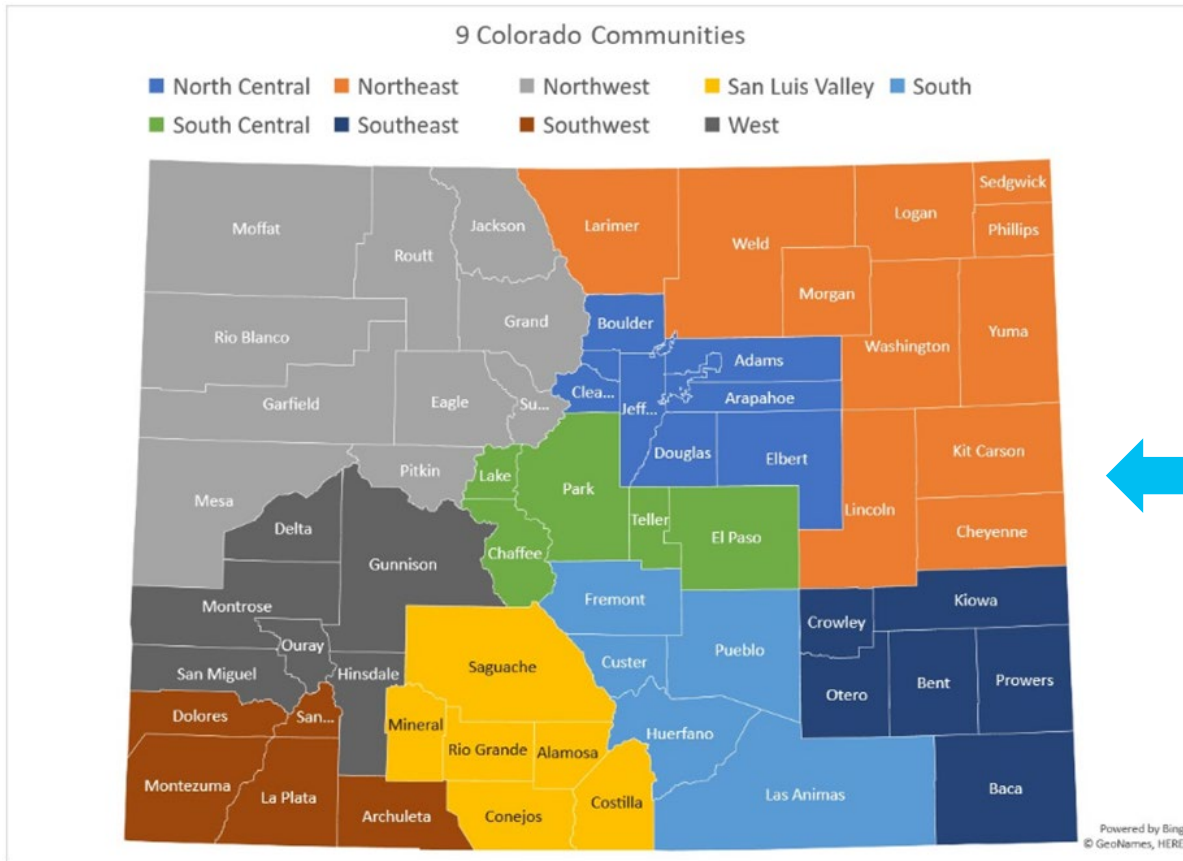 9 Colorado Communities
North Central Northeast Northwest San Luis Valley South
South Central Southeast Southwest West
Sedgwick
Logan
Jackson
Larimer
Moffat
Phillips
Weld
Routt
Morgan
Grand
Boulder
Yuma
Rio Blanco
Washington
Adams
Clea...
Arapahoe
Eagle
Su...
Garfield
Jeff...
Douglas
Elbert
Kit Carson
Pitkin
Lake
Park
Mesa
Lincoln
Teller
Delta
El Paso
Cheyenne
Chaffee
Gunnison
Fremont
Kiowa
Montrose
Crowley
Ouray
Pueblo
Custer
Saguache
San Miguel
Hinsdale
Bent
Prowers
Otero
Dolores
San...
Mineral
Huerfano
Rio Grande
Alamosa
Montezuma
La Plata
Baca
Las Animas
Costilla
Archuleta
Conejos
Powered by Bing
© GeoNames, HERE